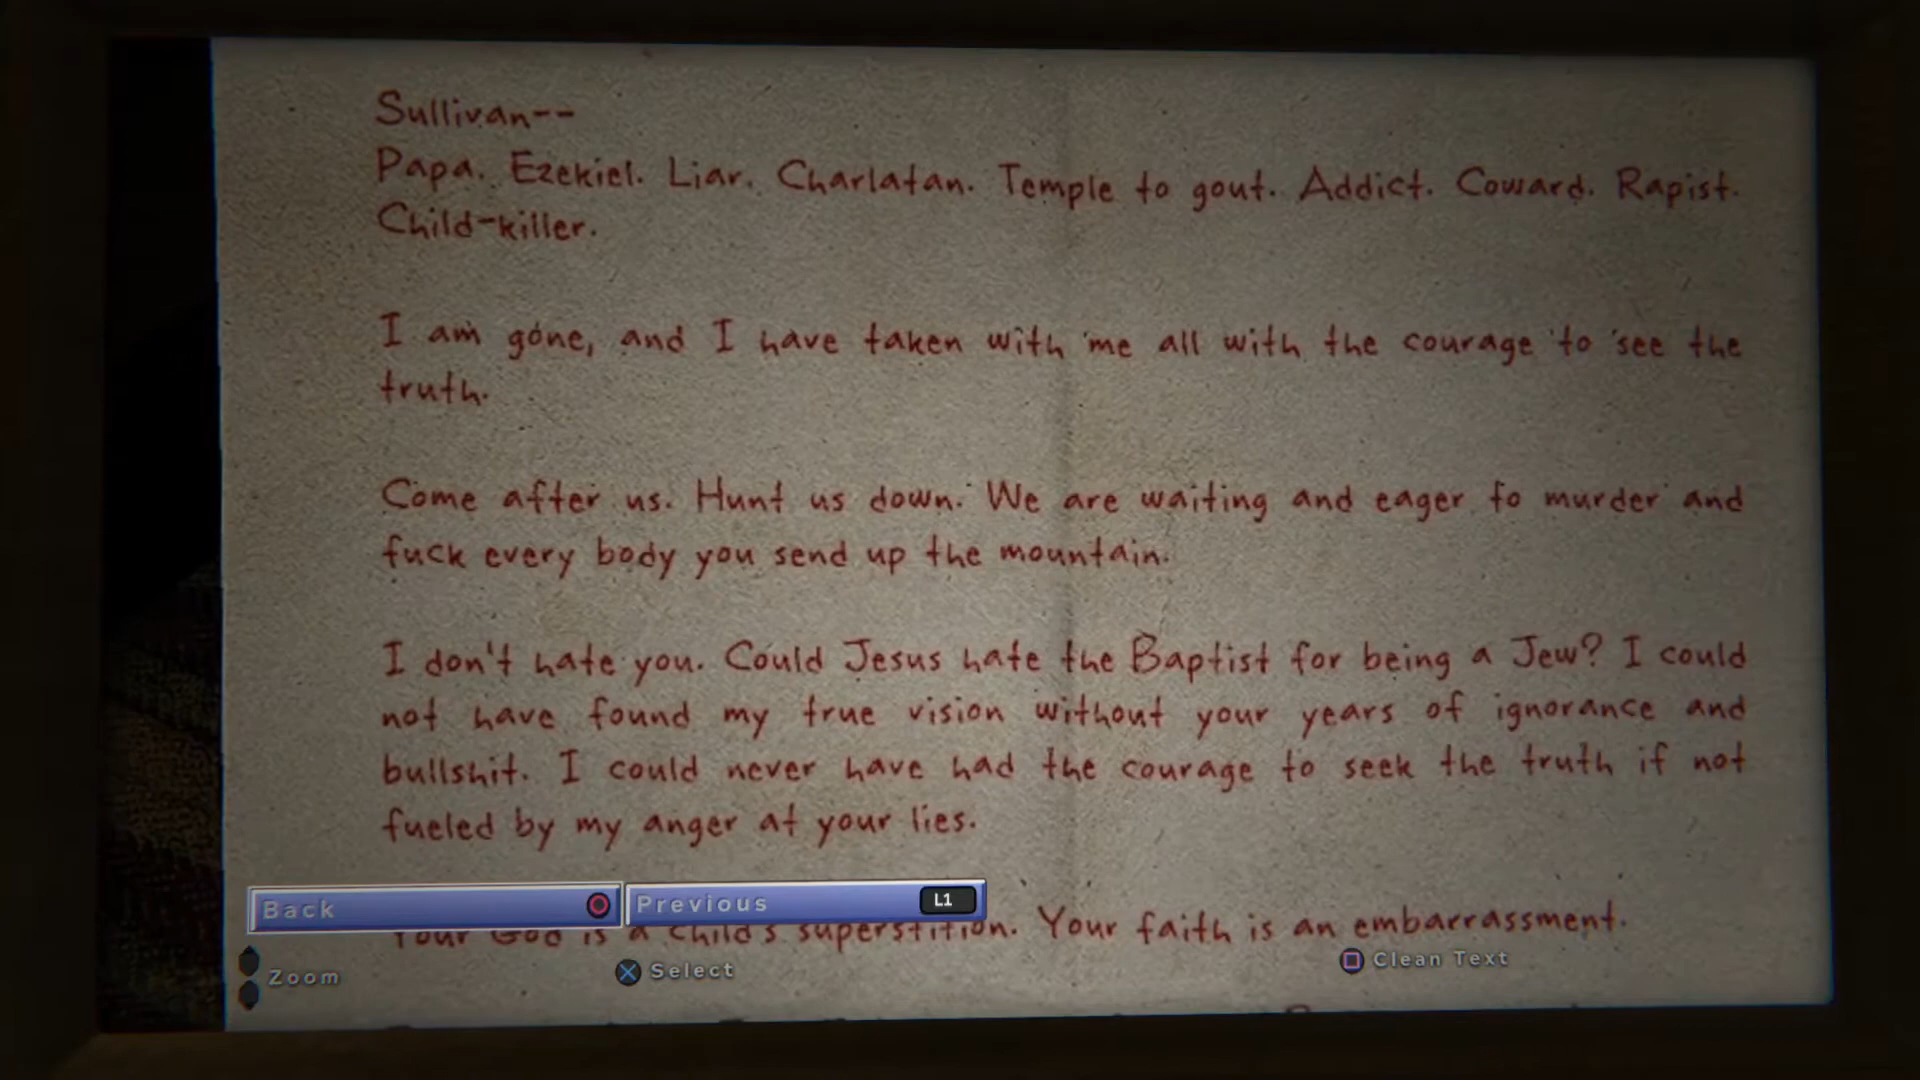 Sullivan--
Papa. Ezekiel. Liar. Charlatan. Temple to gout. Addict. Coward. Rapist.
Child-killer.
I am gone, and I have taken with me all with the courage to see the
truth.
Come after us. Hunt us down. We are waiting and eager to murder and
fuck every body you send up the mountain.
I don't hate you. Could Jesus hate the Baptist for being a Jew? I could
not have found my true vision without your years of ignorance and
bullshit. I could never have had the courage to seek the truth if not
fueled by my anger at your lies.
Back
Previous L1
Your God is a child's superstition. Your faith is an embarrassment.
Zoom
Select
Clean Text